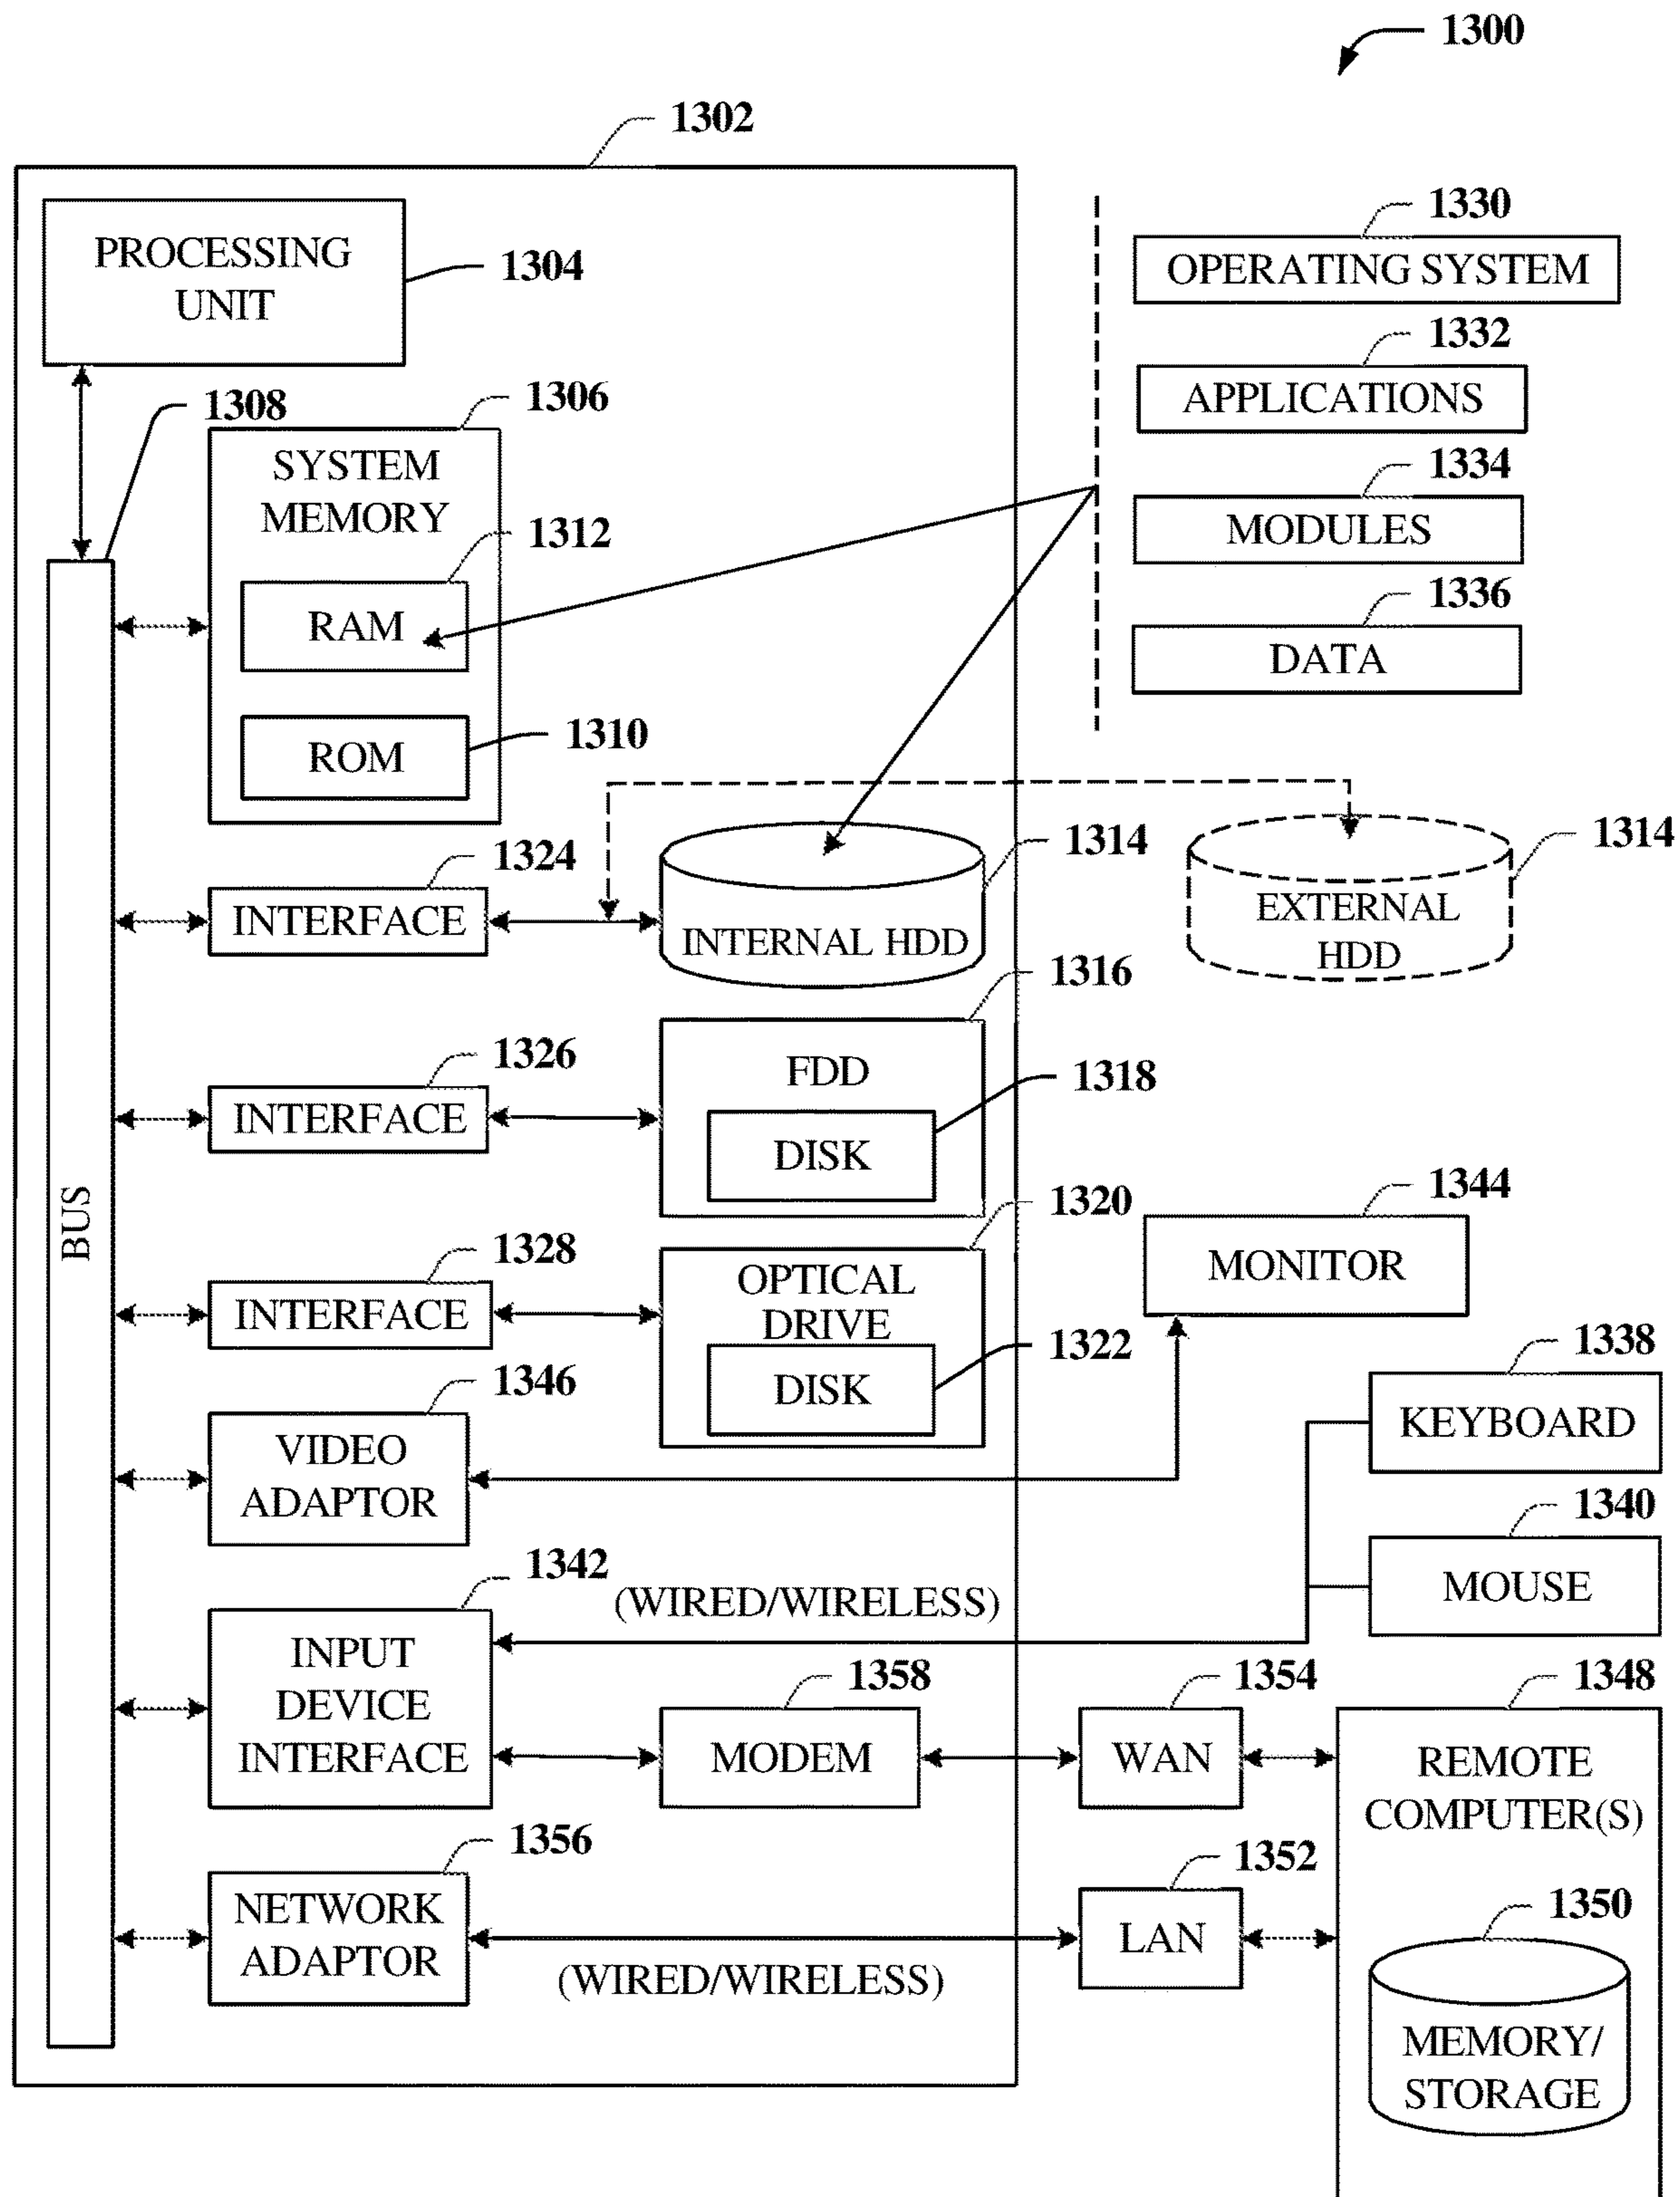 1300
1302
PROCESSING
UNIT
1304
1330
OPERATING SYSTEM
1332
APPLICATIONS
1334
MODULES
1336
DATA
1308
1306
SYSTEM
MEMORY
1312
RAM
1310
ROM
1324
INTERFACE
1314
INTERNAL HDD
1314
EXTERNAL
HDD
1316
1326
INTERFACE
FDD
1318
DISK
BUS
1320
1328
INTERFACE
OPTICAL
DRIVE
1322
DISK
1344
MONITOR
1346
VIDEO
ADAPTOR
1338
KEYBOARD
1340
MOUSE
1342
(WIRED/WIRELESS)
INPUT
DEVICE
INTERFACE
1358
MODEM
1354
WAN
1348
REMOTE
COMPUTER(S)
1356
NETWORK
ADAPTOR
(WIRED/WIRELESS)
1352
LAN
1350
MEMORY/
STORAGE